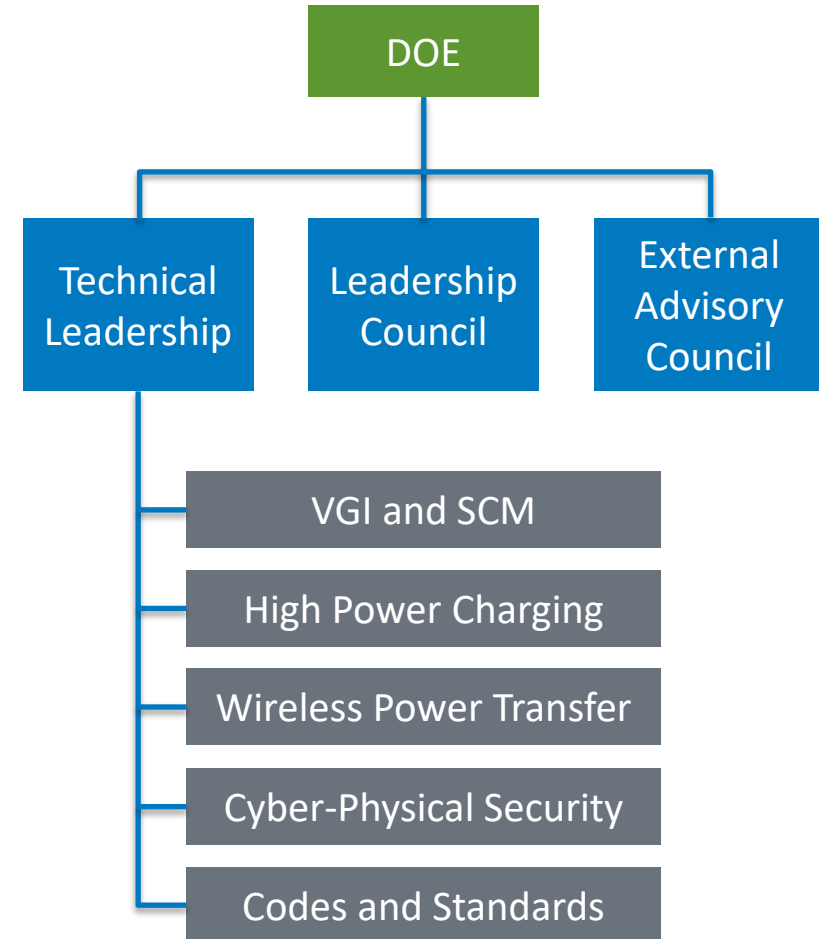 DOE
Technical
Leadership
Leadership
Council
External
Advisory
Council
VGI and SCM
High Power Charging
Wireless Power Transfer
Cyber-Physical Security
Codes and Standards